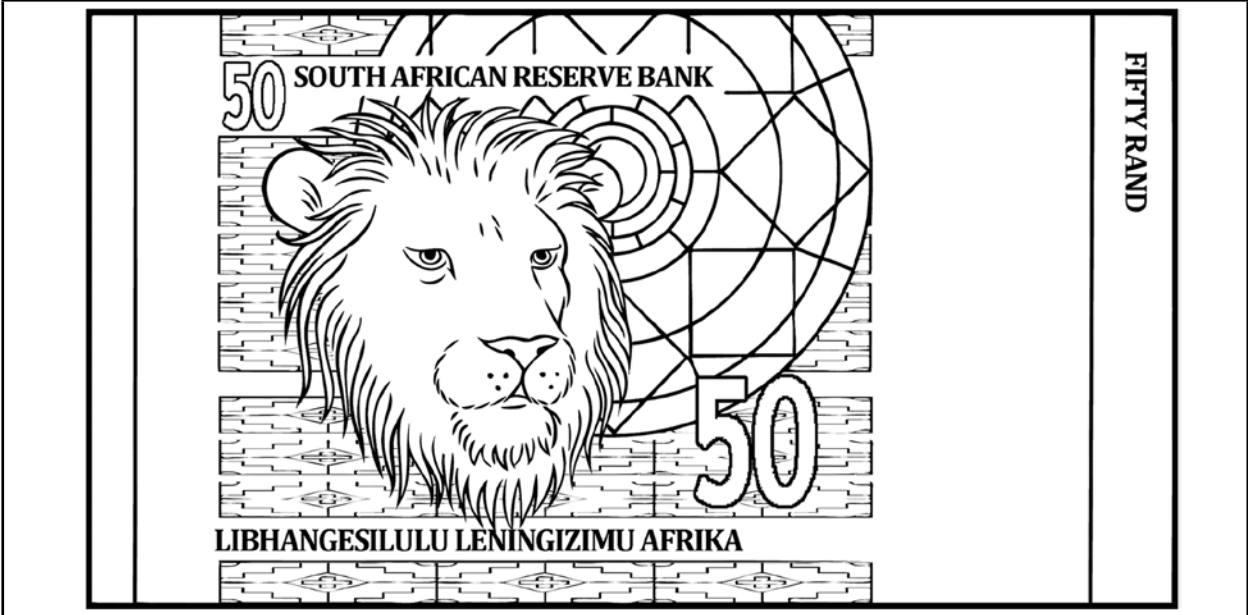 50 SOUTH AFRICAN RESERVE BANK
FIFTY RAND
50
LIBHANGESILULU LENINGIZIMU AFRIKA